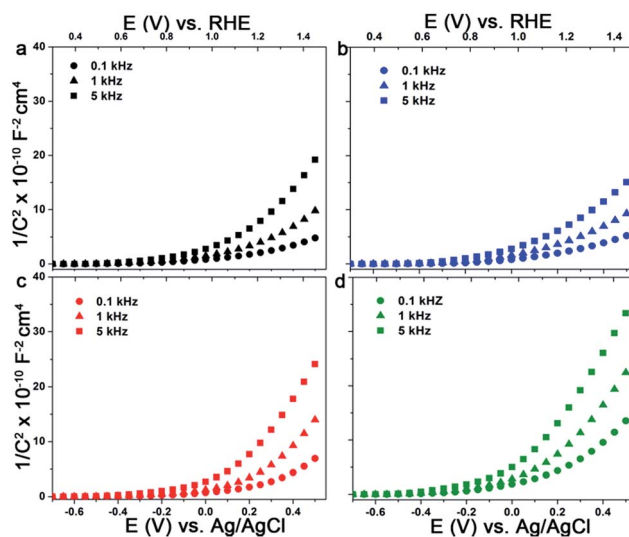 E (V) vs. RHE
E (V) vs. RHE
0.4 0.6 0.8 1.0 1.2 1.4
0.4 0.6 0.8 1.0 1.2 1.4
a
40
30
20
10
0
0.1 kHz
1 kHz
5 kHz
b
0.1 kHz
1 kHz
5 kHz
1/C² x 10⁻¹⁰ F⁻² cm⁴
c
40
30
20
10
0
0.1 kHz
1 kHz
5 kHz
d
0.1 kHZ
1 kHz
5 kHz
1/C² x 10⁻¹⁰ F⁻² cm⁴
-0.6 -0.4 -0.2 0.0 0.2 0.4
-0.6 -0.4 -0.2 0.0 0.2 0.4
E (V) vs. Ag/AgCl
E (V) vs. Ag/AgCl